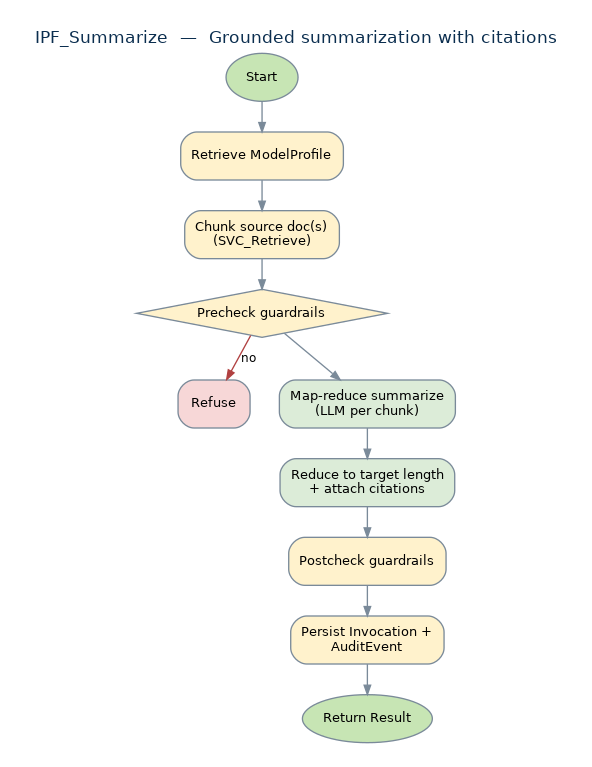 IPF_Summarize — Grounded summarization with citations
Start
Retrieve ModelProfile
Chunk source doc(s)
(SVC_Retrieve)
Precheck guardrails
no
Refuse
Map-reduce summarize
(LLM per chunk)
Reduce to target length
+ attach citations
Postcheck guardrails
Persist Invocation +
AuditEvent
Return Result